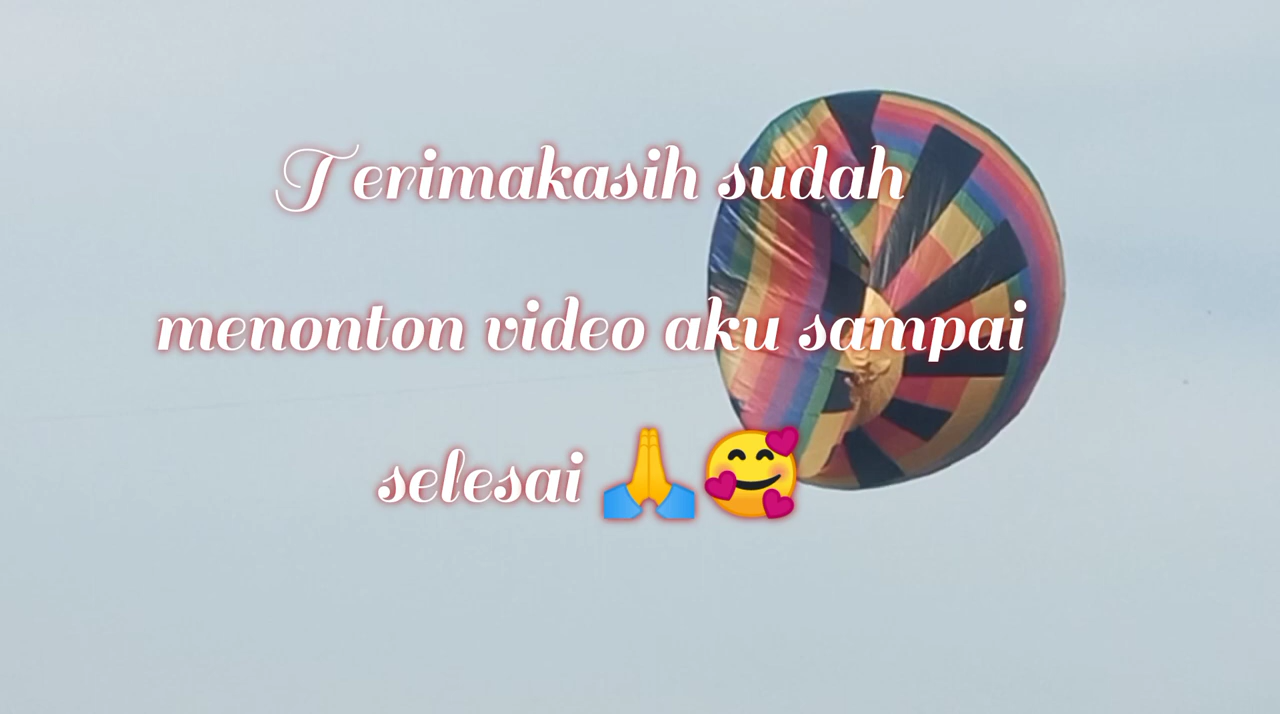 Terimakasih sudah
menonton video aku sampai
selesai 🙏🥰